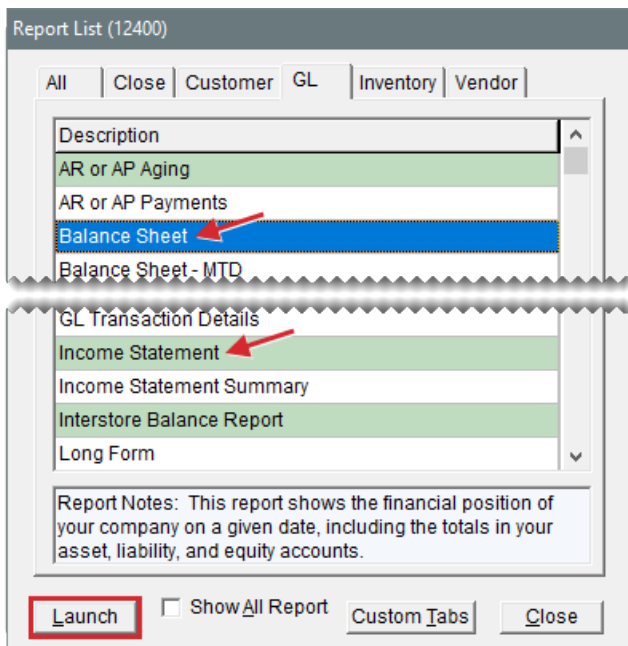 Report List (12400)
All Close Customer GL Inventory Vendor
Description
AR or AP Aging
AR or AP Payments
Balance Sheet
Balance Sheet - MTD
GL Transaction Details
Income Statement
Income Statement Summary
Interstore Balance Report
Long Form
Report Notes: This report shows the financial position of
your company on a given date, including the totals in your
asset, liability, and equity accounts.
Launch Show All Report Custom Tabs Close